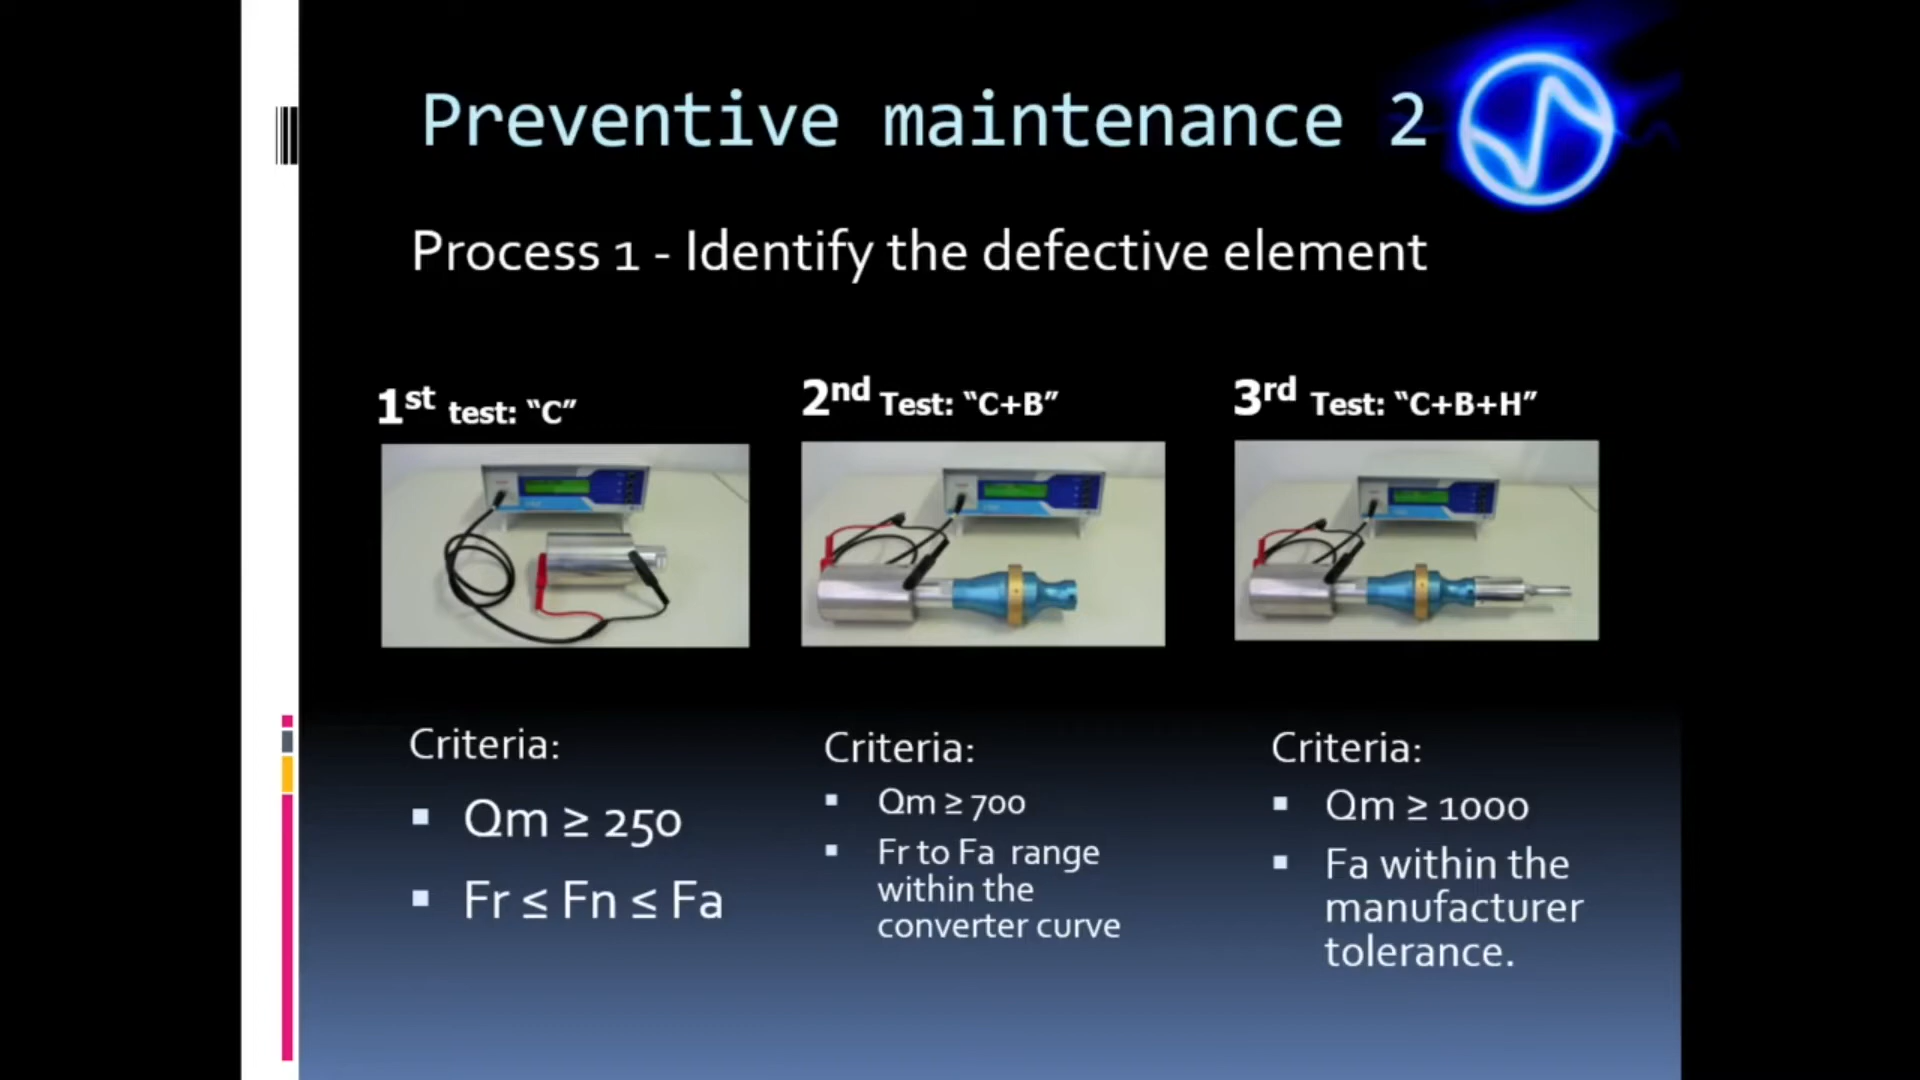 Preventive maintenance 2
Process 1 - Identify the defective element
1st test: “C”
2nd Test: “C+B”
3rd Test: “C+B+H”
Criteria:
▪ Qm ≥ 250
▪ Fr ≤ Fn ≤ Fa
Criteria:
▪ Qm ≥ 700
▪ Fr to Fa range
within the
converter curve
Criteria:
▪ Qm ≥ 1000
▪ Fa within the
manufacturer
tolerance.